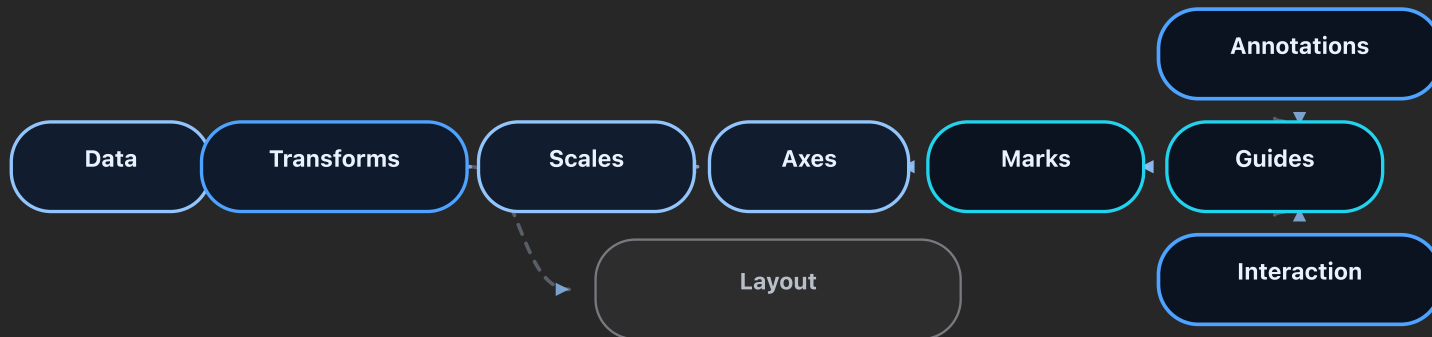 Annotations
Data
Transforms
Scales
Axes
Marks
Guides
Layout
Interaction